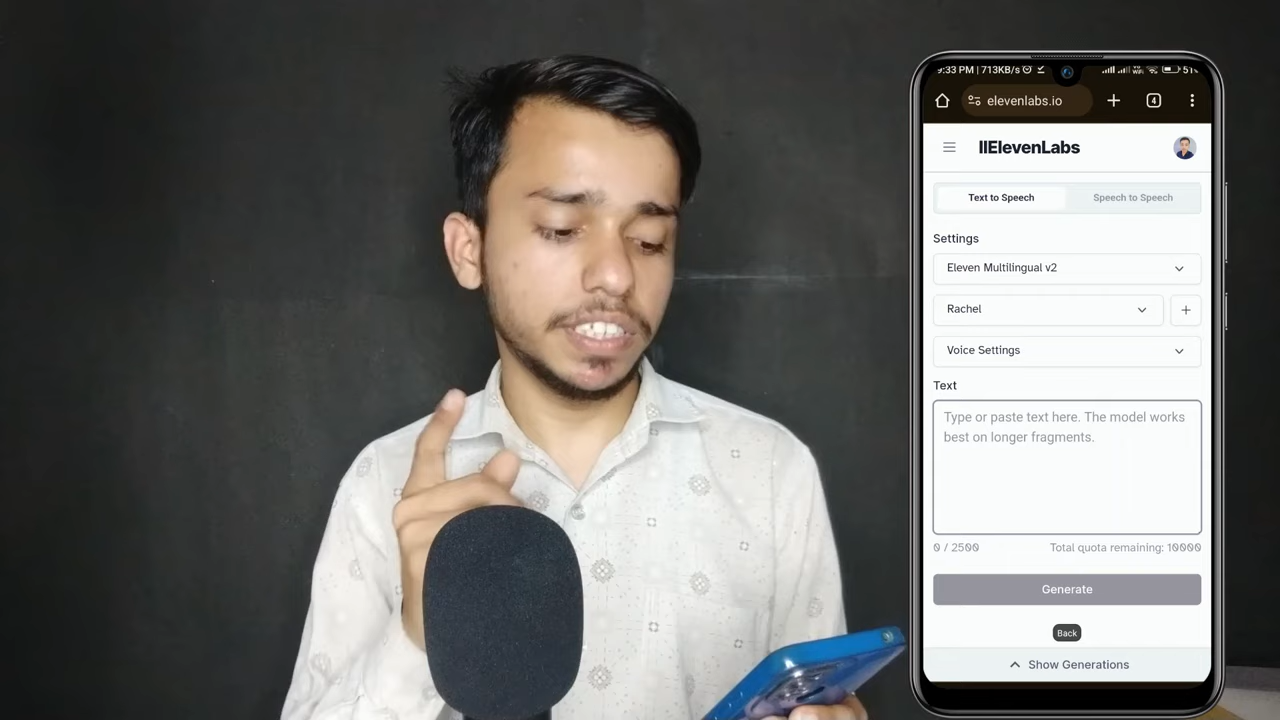 9:33 PM | 713KB/s
51
elevenlabs.io
4
IIElevenLabs
Text to Speech
Speech to Speech
Settings
Eleven Multilingual v2
Rachel
Voice Settings
Text
Type or paste text here. The model works
best on longer fragments.
0 / 2500
Total quota remaining: 10000
Generate
Back
Show Generations